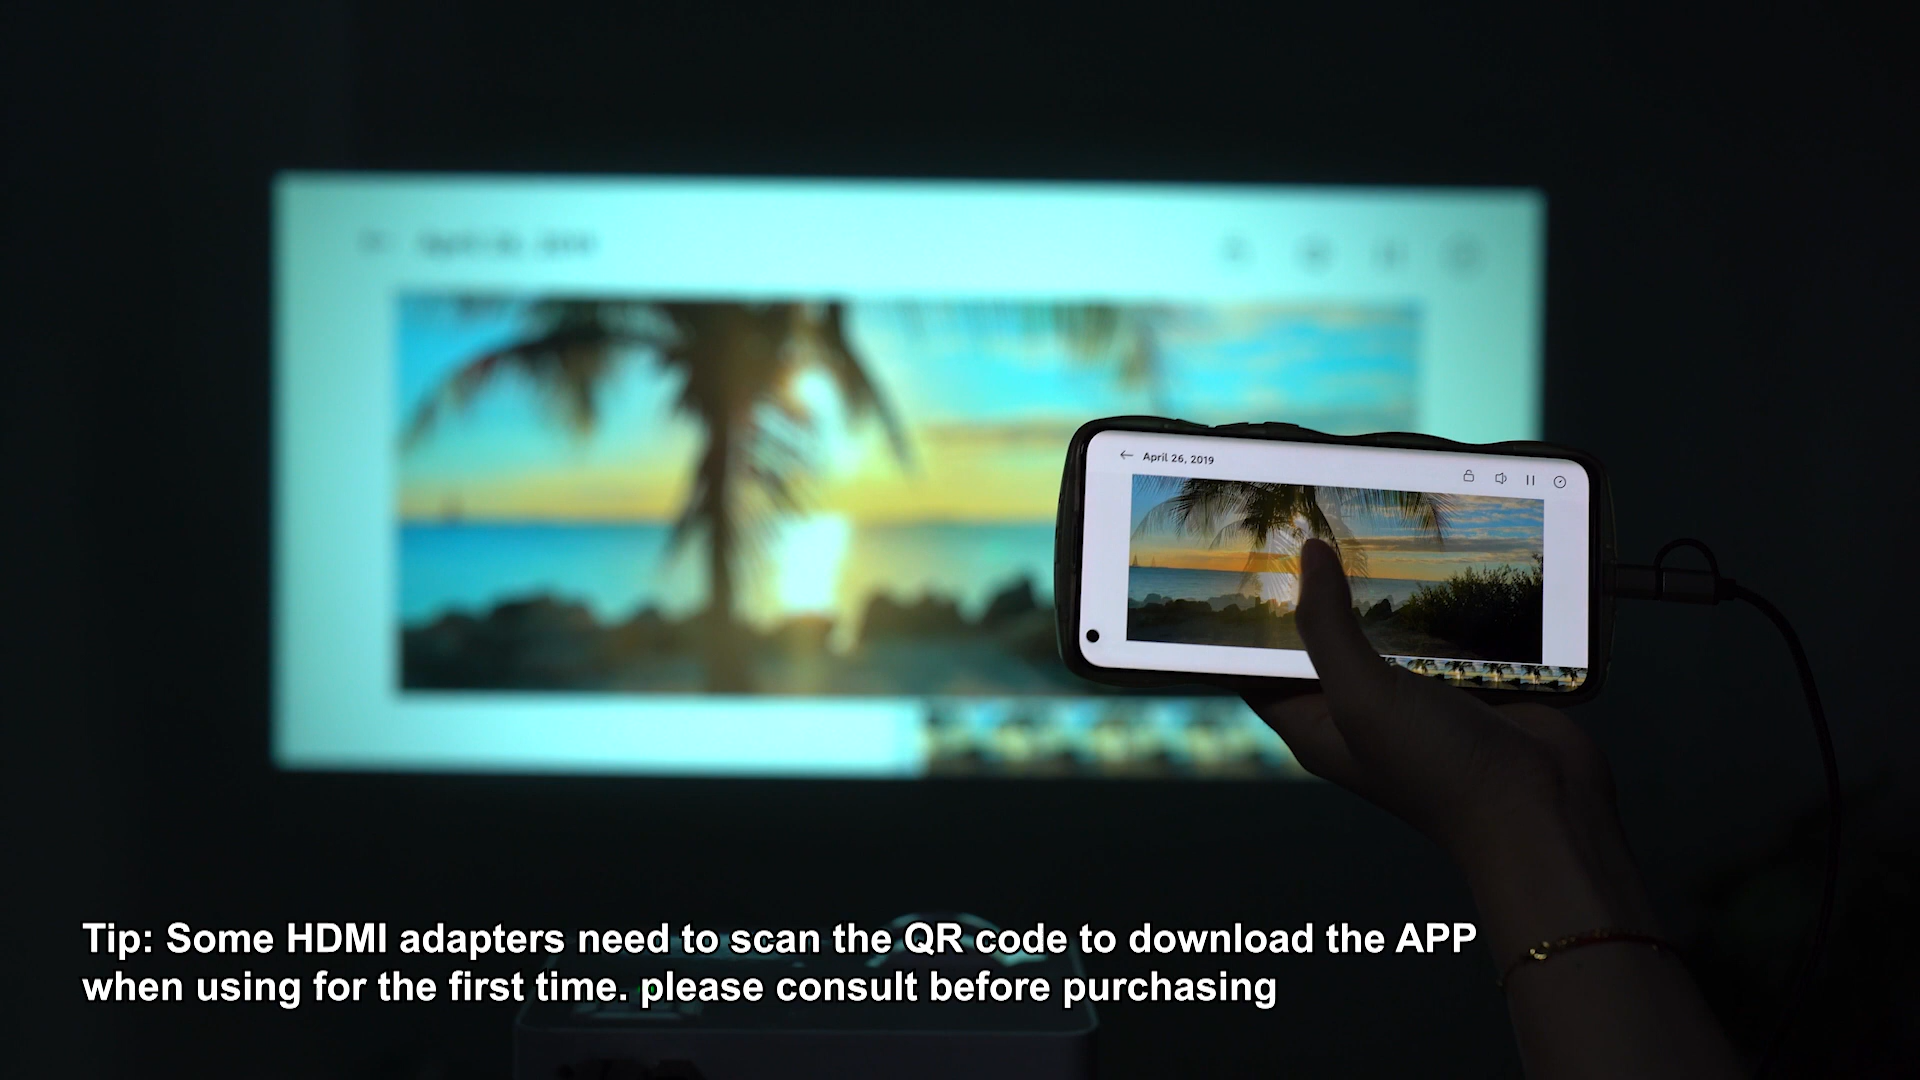 April 26, 2019
Tip: Some HDMI adapters need to scan the QR code to download the APP
when using for the first time. please consult before purchasing